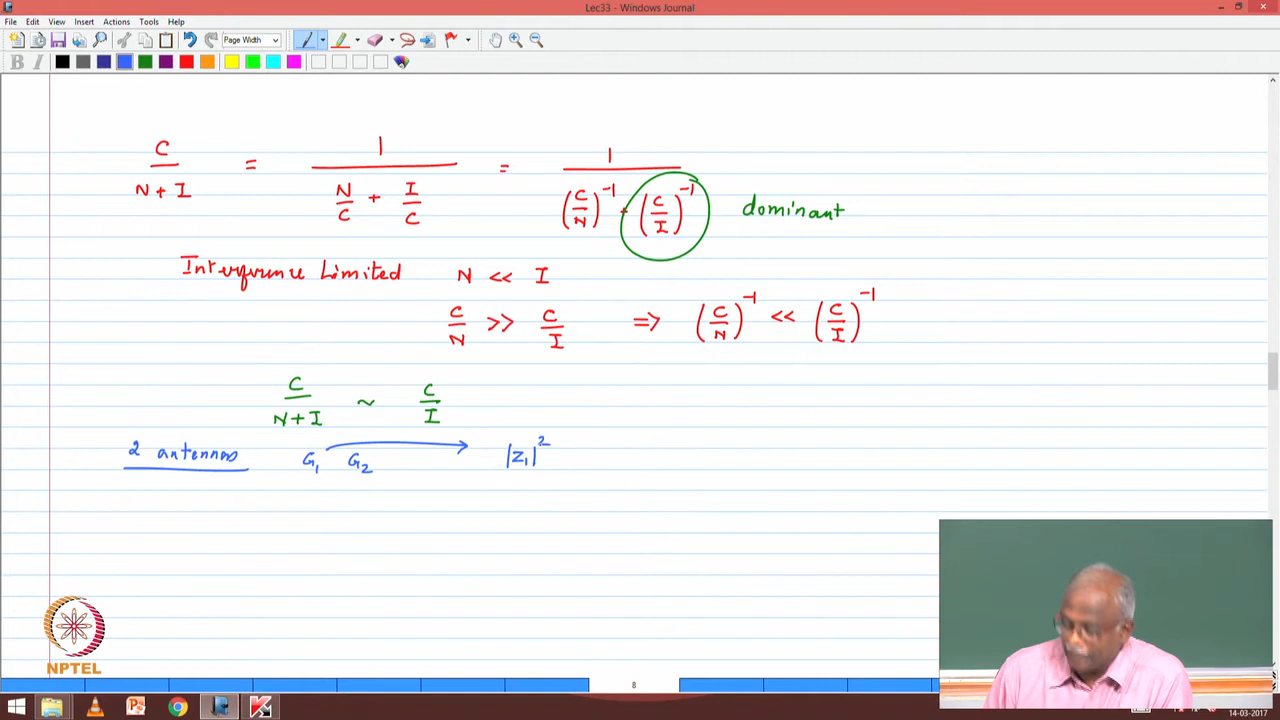 Lec33 - Windows Journal
File Edit View Insert Actions Tools Help
Page Width
B I
C/(N + I) = 1/(N/C + I/C) = 1/((C/N)^-1 + (C/I)^-1) dominant
Interference Limited N << I
C/N >> C/I => (C/N)^-1 << (C/I)^-1
C/(N+I) ~ C/I
2 antennas G1 G2 |z1|^2
NPTEL
8
14-03-2017